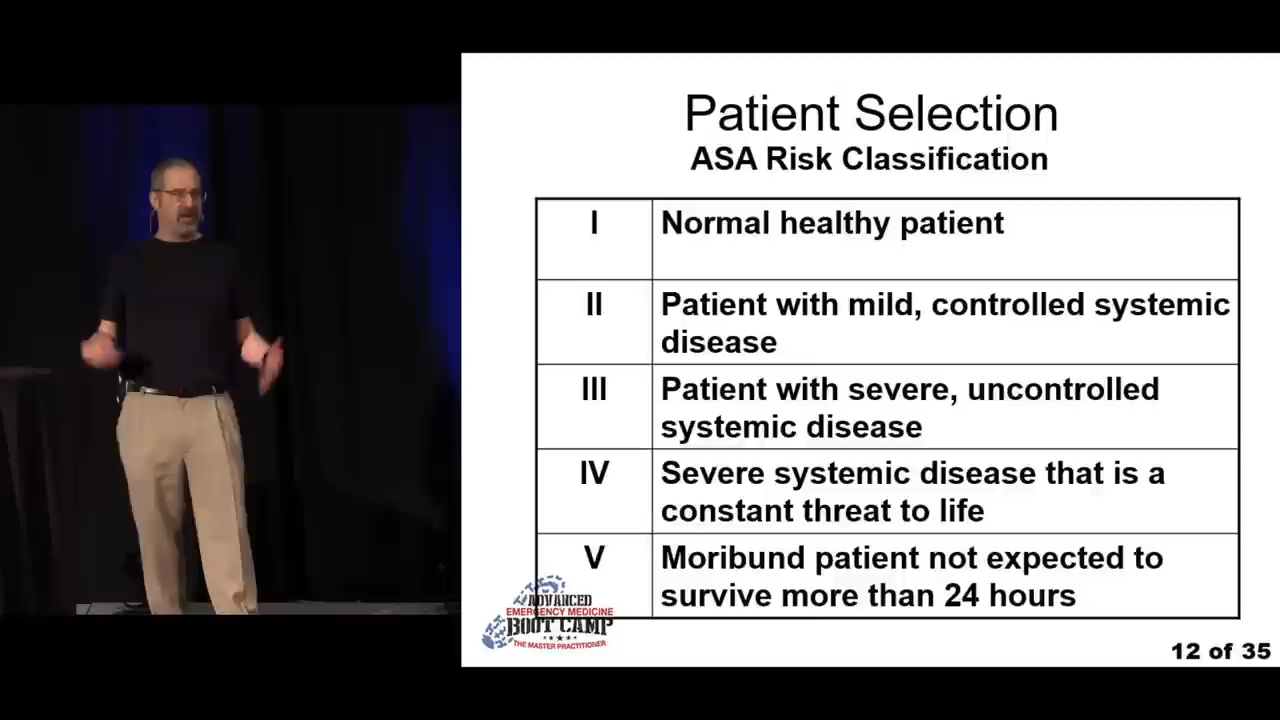 Patient Selection
ASA Risk Classification
I
Normal healthy patient
II
Patient with mild, controlled systemic
disease
III
Patient with severe, uncontrolled
systemic disease
IV
Severe systemic disease that is a
constant threat to life
V
Moribund patient not expected to
survive more than 24 hours
ADVANCED
EMERGENCY MEDICINE
BOOT CAMP
THE MASTER PRACTITIONER
12 of 35